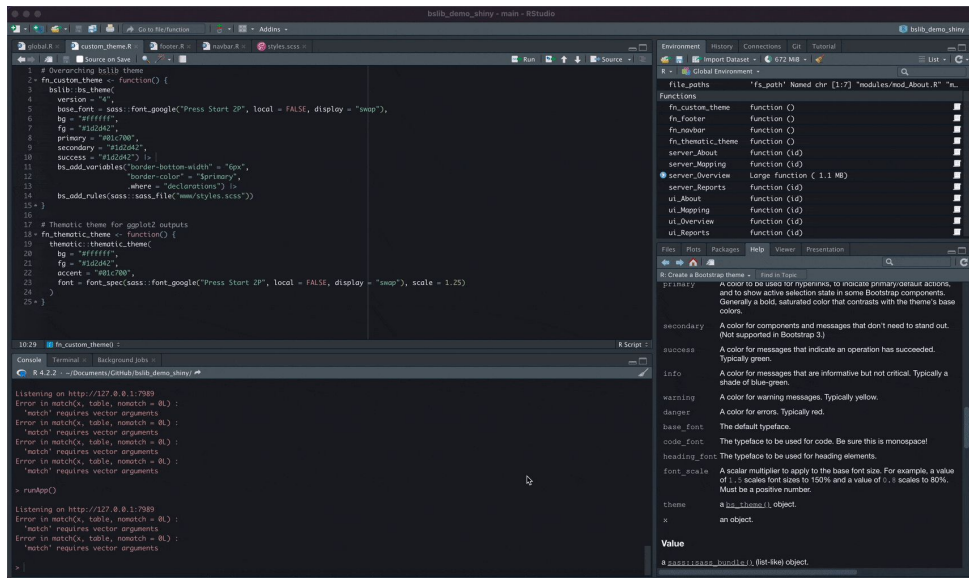 bslib_demo_shiny - main - RStudio
Go to file/function
Addins
bslib_demo_shiny
global.R
custom_theme.R
footer.R
navbar.R
styles.scss
Source on Save
Run
Source
1 # Overarching bslib theme
2 fn_custom_theme <- function() {
3 bslib::bs_theme(
4 version = "4",
5 base_font = sass::font_google("Press Start 2P", local = FALSE, display = "swap"),
6 bg = "#ffffff",
7 fg = "#1d2d42",
8 primary = "#01c700",
9 secondary = "#1d2d42",
10 success = "#1d2d42") |>
11 bs_add_variables("border-bottom-width" = "6px",
12 "border-color" = "$primary",
13 .where = "declarations") |>
14 bs_add_rules(sass::sass_file("www/styles.scss"))
15 }
16
17 # Thematic theme for ggplot2 outputs
18 fn_thematic_theme <- function() {
19 thematic::thematic_theme(
20 bg = "#ffffff",
21 fg = "#1d2d42",
22 accent = "#01c700",
23 font = font_spec(sass::font_google("Press Start 2P", local = FALSE, display = "swap"), scale = 1.25)
24 )
25 }
10:29 fn_custom_theme() R Script
Console Terminal Background Jobs
R 4.2.2 · ~/Documents/GitHub/bslib_demo_shiny/
Listening on http://127.0.0.1:7989
Error in match(x, table, nomatch = 0L) :
'match' requires vector arguments
Error in match(x, table, nomatch = 0L) :
'match' requires vector arguments
Error in match(x, table, nomatch = 0L) :
'match' requires vector arguments
Error in match(x, table, nomatch = 0L) :
'match' requires vector arguments
> runApp()
Listening on http://127.0.0.1:7989
Error in match(x, table, nomatch = 0L) :
'match' requires vector arguments
Error in match(x, table, nomatch = 0L) :
'match' requires vector arguments
>
Environment History Connections Git Tutorial
Import Dataset 672 MiB List
R Global Environment
file_paths 'fs_path' Named chr [1:7] "modules/mod_About.R" "m…
Functions
fn_custom_theme function ()
fn_footer function ()
fn_navbar function ()
fn_thematic_theme function ()
server_About function (id)
server_Mapping function (id)
server_Overview Large function ( 1.1 MB)
server_Reports function (id)
ui_About function (id)
ui_Mapping function (id)
ui_Overview function (id)
ui_Reports function (id)
Files Plots Packages Help Viewer Presentation
R: Create a Bootstrap theme Find in Topic
primary A color to be used for hyperlinks, to indicate primary/default actions,
and to show active selection state in some Bootstrap components.
Generally a bold, saturated color that contrasts with the theme's base
colors.
secondary A color for components and messages that don't need to stand out.
(Not supported in Bootstrap 3.)
success A color for messages that indicate an operation has succeeded.
Typically green.
info A color for messages that are informative but not critical. Typically a
shade of blue-green.
warning A color for warning messages. Typically yellow.
danger A color for errors. Typically red.
base_font The default typeface.
code_font The typeface to be used for code. Be sure this is monospace!
heading_font The typeface to be used for heading elements.
font_scale A scalar multiplier to apply to the base font size. For example, a value
of 1.5 scales font sizes to 150% and a value of 0.8 scales to 80%.
Must be a positive number.
theme a bs_theme() object.
x an object.
Value
a sass::sass_bundle() (list-like) object.